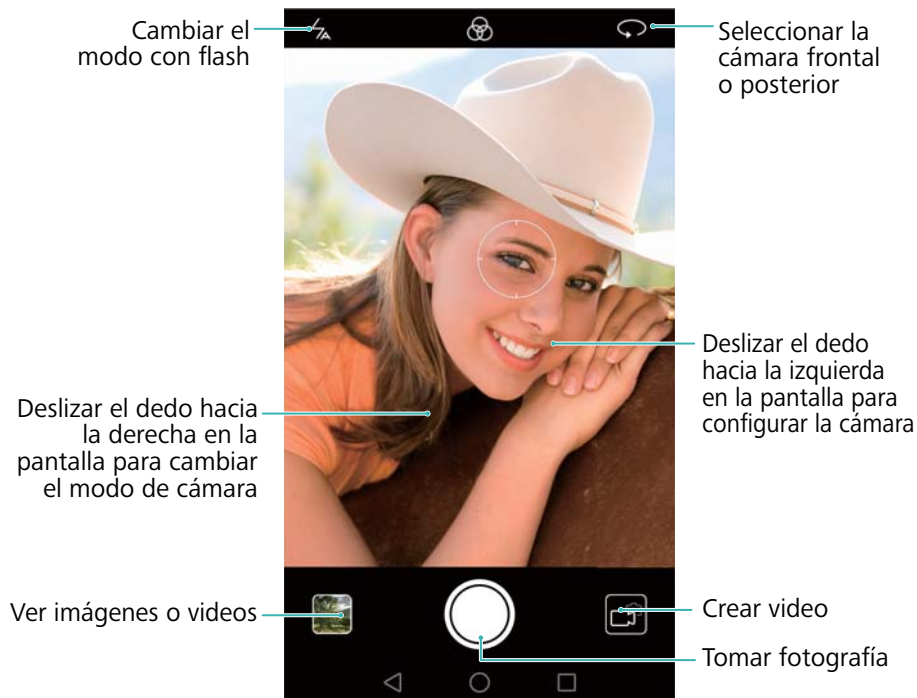 Cambiar el
modo con flash
Seleccionar la
cámara frontal
o posterior
Deslizar el dedo
hacia la izquierda
en la pantalla para
configurar la cámara
Deslizar el dedo hacia
la derecha en la
pantalla para cambiar
el modo de cámara
Ver imágenes o videos
Crear video
Tomar fotografía